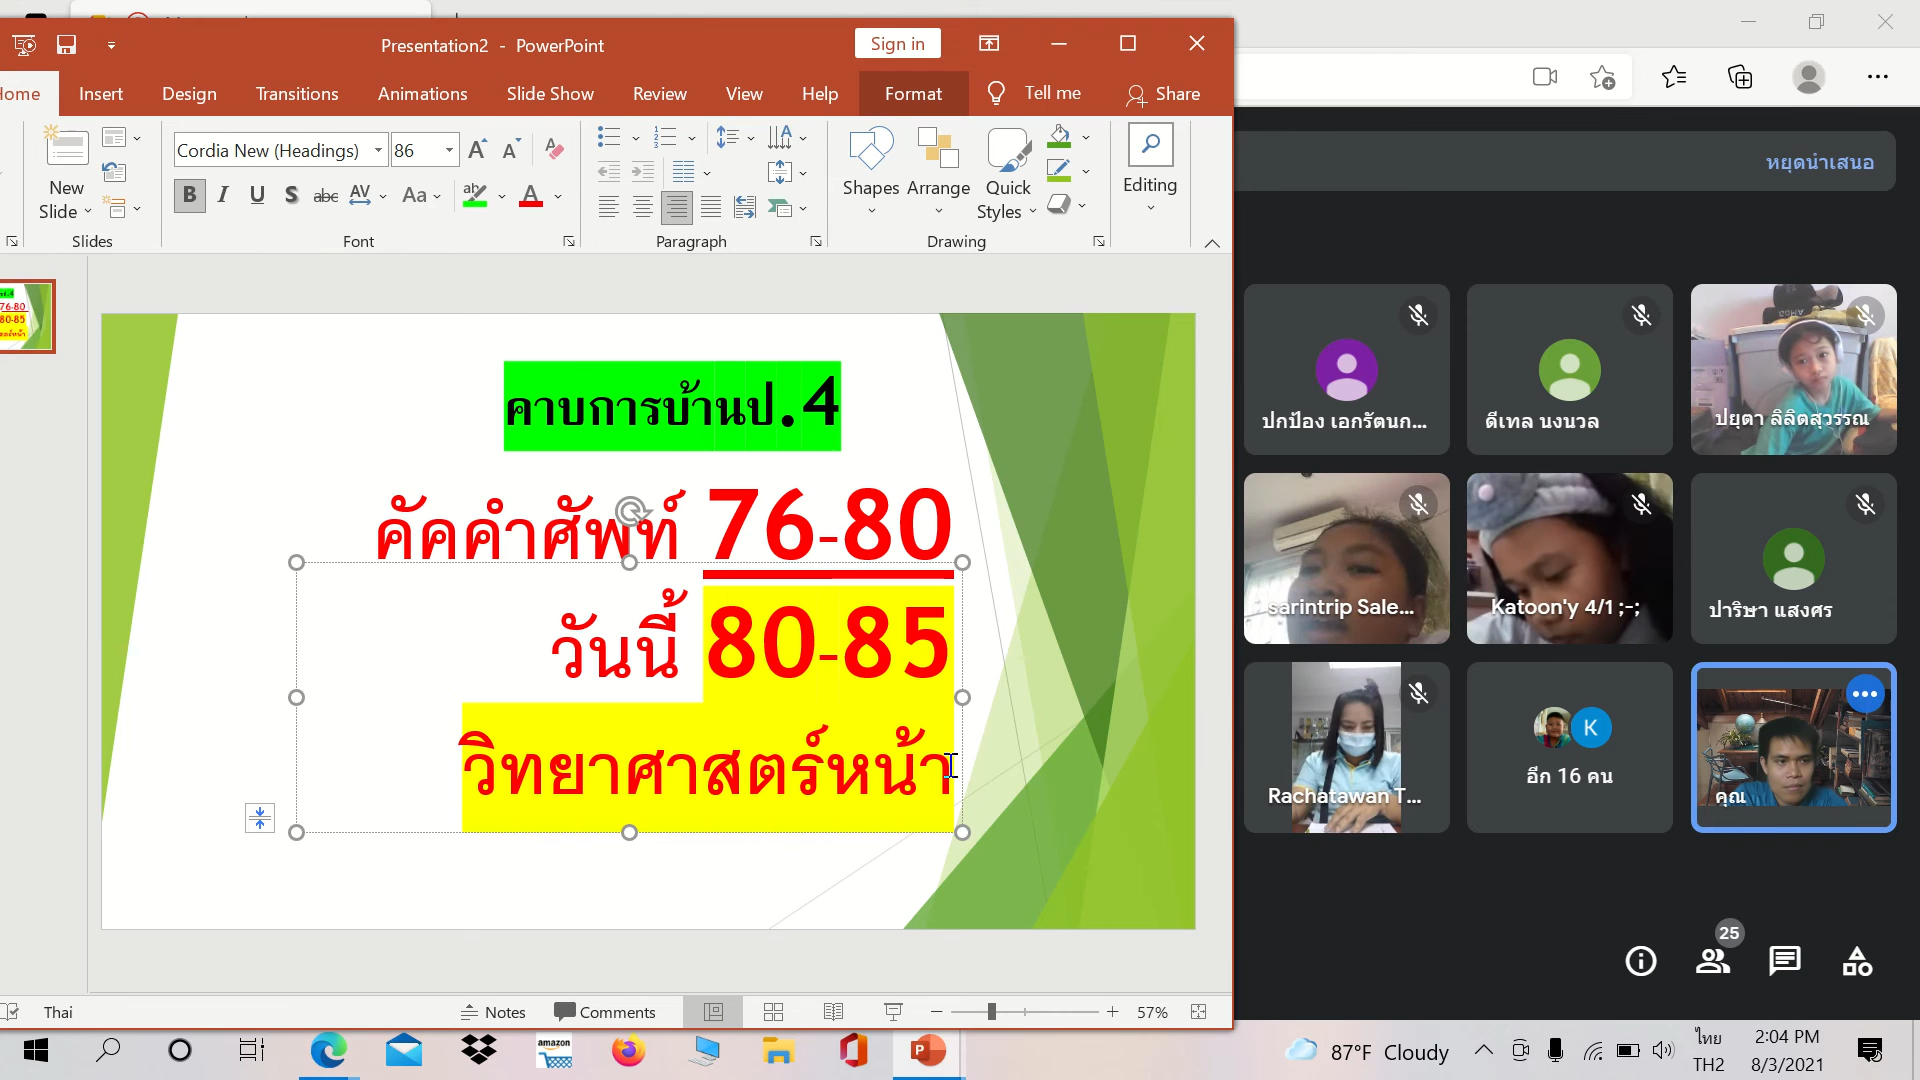 Presentation2 - PowerPoint
Sign in
Home
Insert
Design
Transitions
Animations
Slide Show
Review
View
Help
Format
Tell me
Share
New
Slide
Slides
Cordia New (Headings)
86
B I U S abc AV Aa
Font
Paragraph
Shapes
Arrange
Quick
Styles
Drawing
Editing
คาบการบ้านป.4
คัดคำศัพท์ 76-80
วันนี้ 80-85
วิทยาศาสตร์หน้า
Thai
Notes
Comments
57%
หยุดนำเสนอ
ปกป้อง เอกรัตนก...
ดีเทล นงนวล
ปยุตา ลิลิตสุวรรณ
sarintrip Sale...
Katoon'y 4/1 ;-;
ปาริษา แสงศร
Rachatawan T...
K
อีก 16 คน
คุณ
25
amazon
87°F Cloudy
ไทย
TH2
2:04 PM
8/3/2021